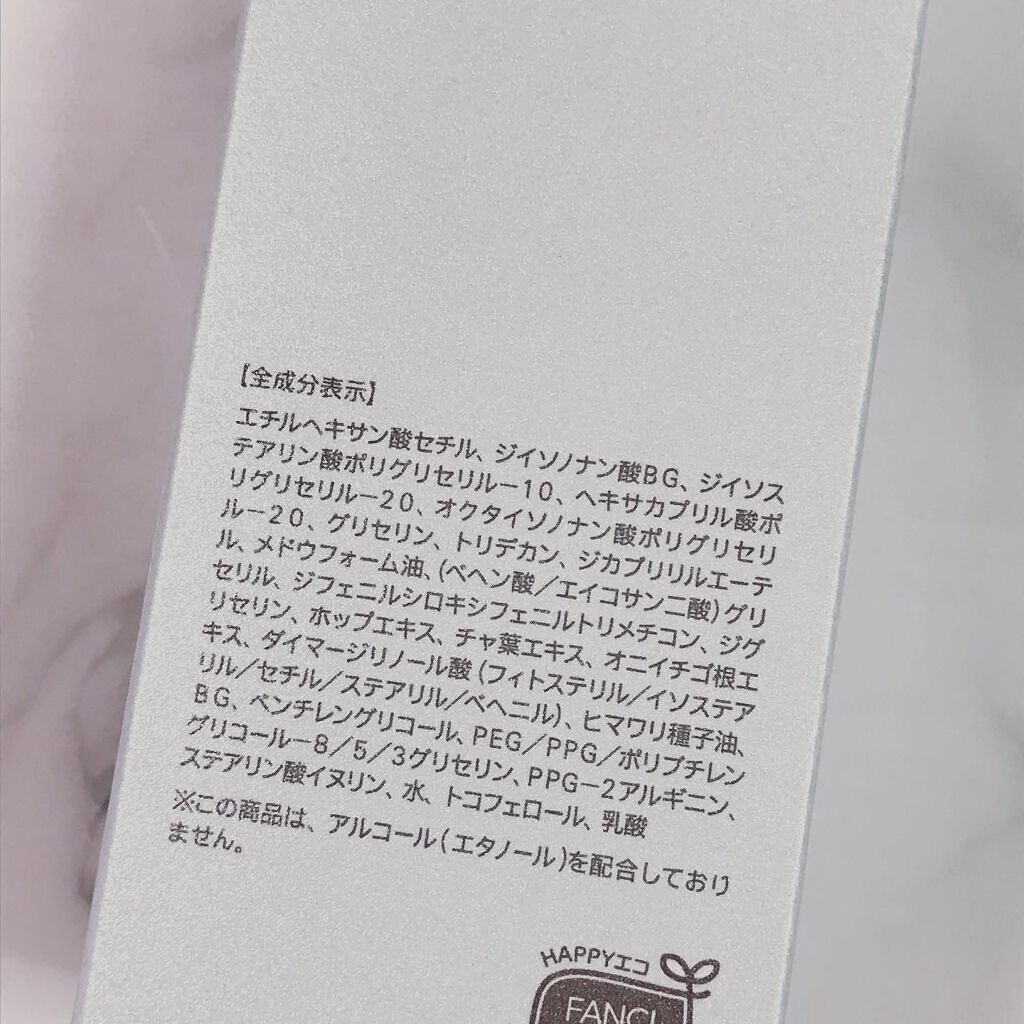 【全成分表示】
エチルヘキサン酸セチル、ジイソノナン酸BG、ジイソス
テアリン酸ポリグリセリル－10、ヘキサカプリル酸ポ
リグリセリル－20、オクタイソノナン酸ポリグリセリ
ル－20、グリセリン、トリデカン、ジカプリリルエーテ
ル、メドウフォーム油、(ベヘン酸／エイコサン二酸)グリ
セリル、ジフェニルシロキシフェニルトリメチコン、ジグ
リセリン、ホップエキス、チャ葉エキス、オニイチゴ根エ
キス、ダイマージリノール酸(フィトステリル／イソステア
リル／セチル／ステアリル／ベヘニル)、ヒマワリ種子油、
BG、ペンチレングリコール、PEG／PPG／ポリブチレン
グリコール－8／5／3グリセリン、PPG－2アルギニン、
ステアリン酸イヌリン、水、トコフェロール、乳酸
※この商品は、アルコール(エタノール)を配合しており
ません。
HAPPYエコ
FANCL